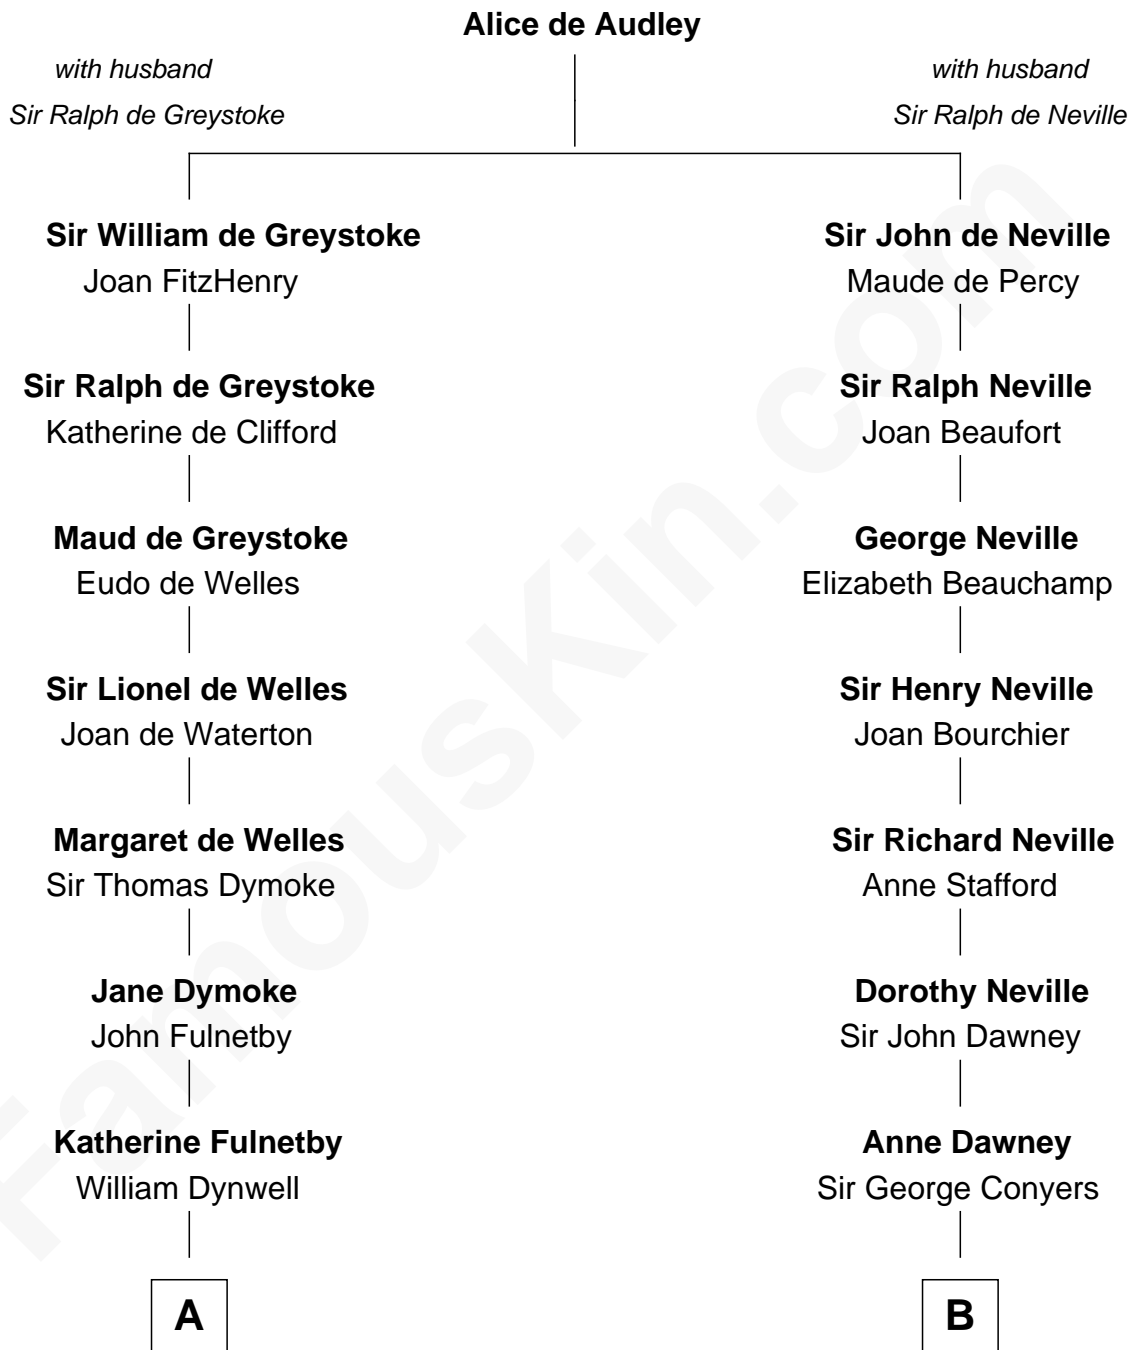 Alice de Audley
with husband
Sir Ralph de Greystoke
with husband
Sir Ralph de Neville
Sir William de Greystoke
Joan FitzHenry
Sir John de Neville
Maude de Percy
Sir Ralph de Greystoke
Katherine de Clifford
Sir Ralph Neville
Joan Beaufort
Maud de Greystoke
Eudo de Welles
George Neville
Elizabeth Beauchamp
Sir Lionel de Welles
Joan de Waterton
Sir Henry Neville
Joan Bourchier
Margaret de Welles
Sir Thomas Dymoke
Sir Richard Neville
Anne Stafford
Jane Dymoke
John Fulnetby
Dorothy Neville
Sir John Dawney
Katherine Fulnetby
William Dynwell
Anne Dawney
Sir George Conyers
A
B
FamousKin.com